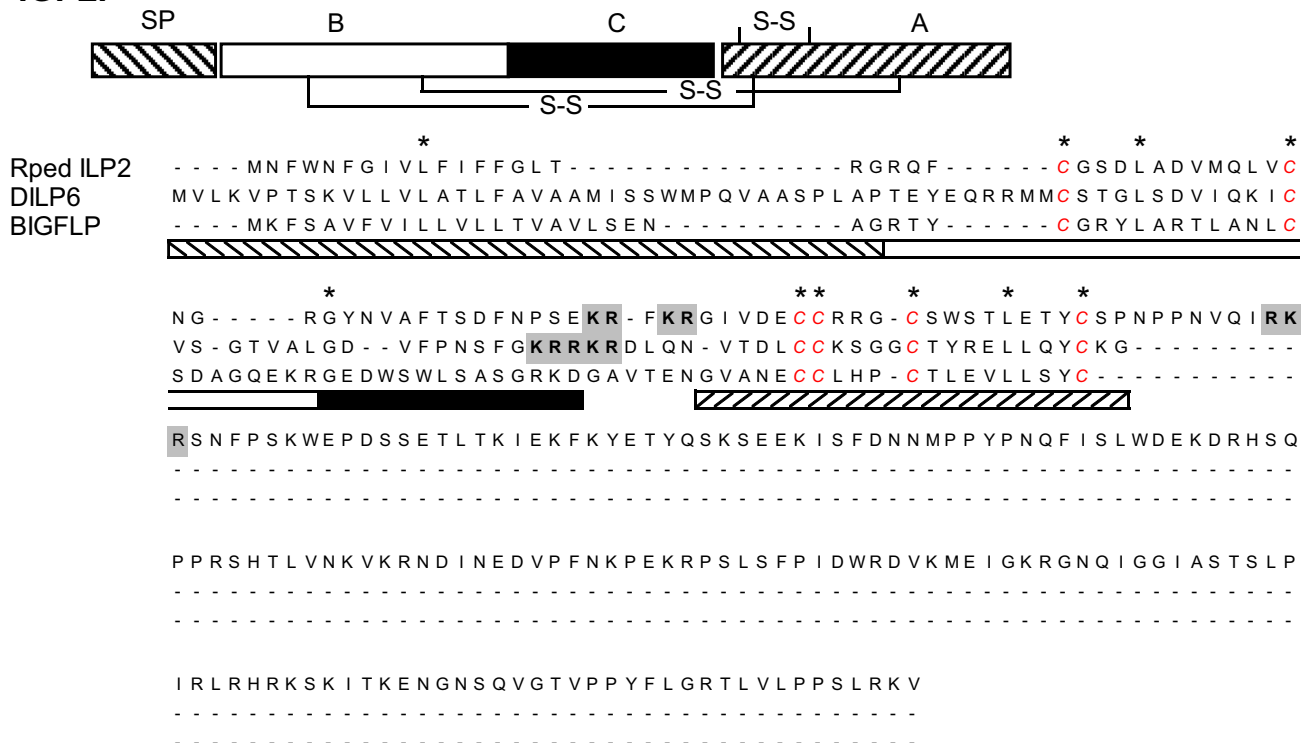 SP B C S-S A
S-S
S-S
* * * *
Rped ILP2 - - - - M N F W N F G I V L F I F F G L T - - - - - - - - - - - - - - - R G R Q F - - - - - - C G S D L A D V M Q L V C
DILP6 M V L K V P T S K V L L V L A T L F A V A A M I S S W M P Q V A A S P L A P T E Y E Q R R M M C S T G L S D V I Q K I C
BIGFLP - - - - M K F S A V F V I L L V L L T V A V L S E N - - - - - - - - - - A G R T Y - - - - - - C G R Y L A R T L A N L C
* * * * * *
N G - - - - - R G Y N V A F T S D F N P S E K R - F K R G I V D E C C R R G - C S W S T L E T Y C S P N P P N V Q I R K
V S - G T V A L G D - - V F P N S F G K R R K R D L Q N - V T D L C C K S G G C T Y R E L L Q Y C K G - - - - - - - - -
S D A G Q E K R G E D W S W L S A S G R K D G A V T E N G V A N E C C L H P - C T L E V L L S Y C - - - - - - - - - - -
R S N F P S K W E P D S S E T L T K I E K F K Y E T Y Q S K S E E K I S F D N N M P P Y P N Q F I S L W D E K D R H S Q
- - - - - - - - - - - - - - - - - - - - - - - - - - - - - - - - - - - - - - - - - - - - - - - - - - - - - - - - - - - -
- - - - - - - - - - - - - - - - - - - - - - - - - - - - - - - - - - - - - - - - - - - - - - - - - - - - - - - - - - - -
P P R S H T L V N K V K R N D I N E D V P F N K P E K R P S L S F P I D W R D V K M E I G K R G N Q I G G I A S T S L P
- - - - - - - - - - - - - - - - - - - - - - - - - - - - - - - - - - - - - - - - - - - - - - - - - - - - - - - - - - - -
- - - - - - - - - - - - - - - - - - - - - - - - - - - - - - - - - - - - - - - - - - - - - - - - - - - - - - - - - - - -
I R L R H R K S K I T K E N G N S Q V G T V P P Y F L G R T L V L P P S L R K V
- - - - - - - - - - - - - - - - - - - - - - - - - - - - - - - - - - - - - - - -
- - - - - - - - - - - - - - - - - - - - - - - - - - - - - - - - - - - - - - - -